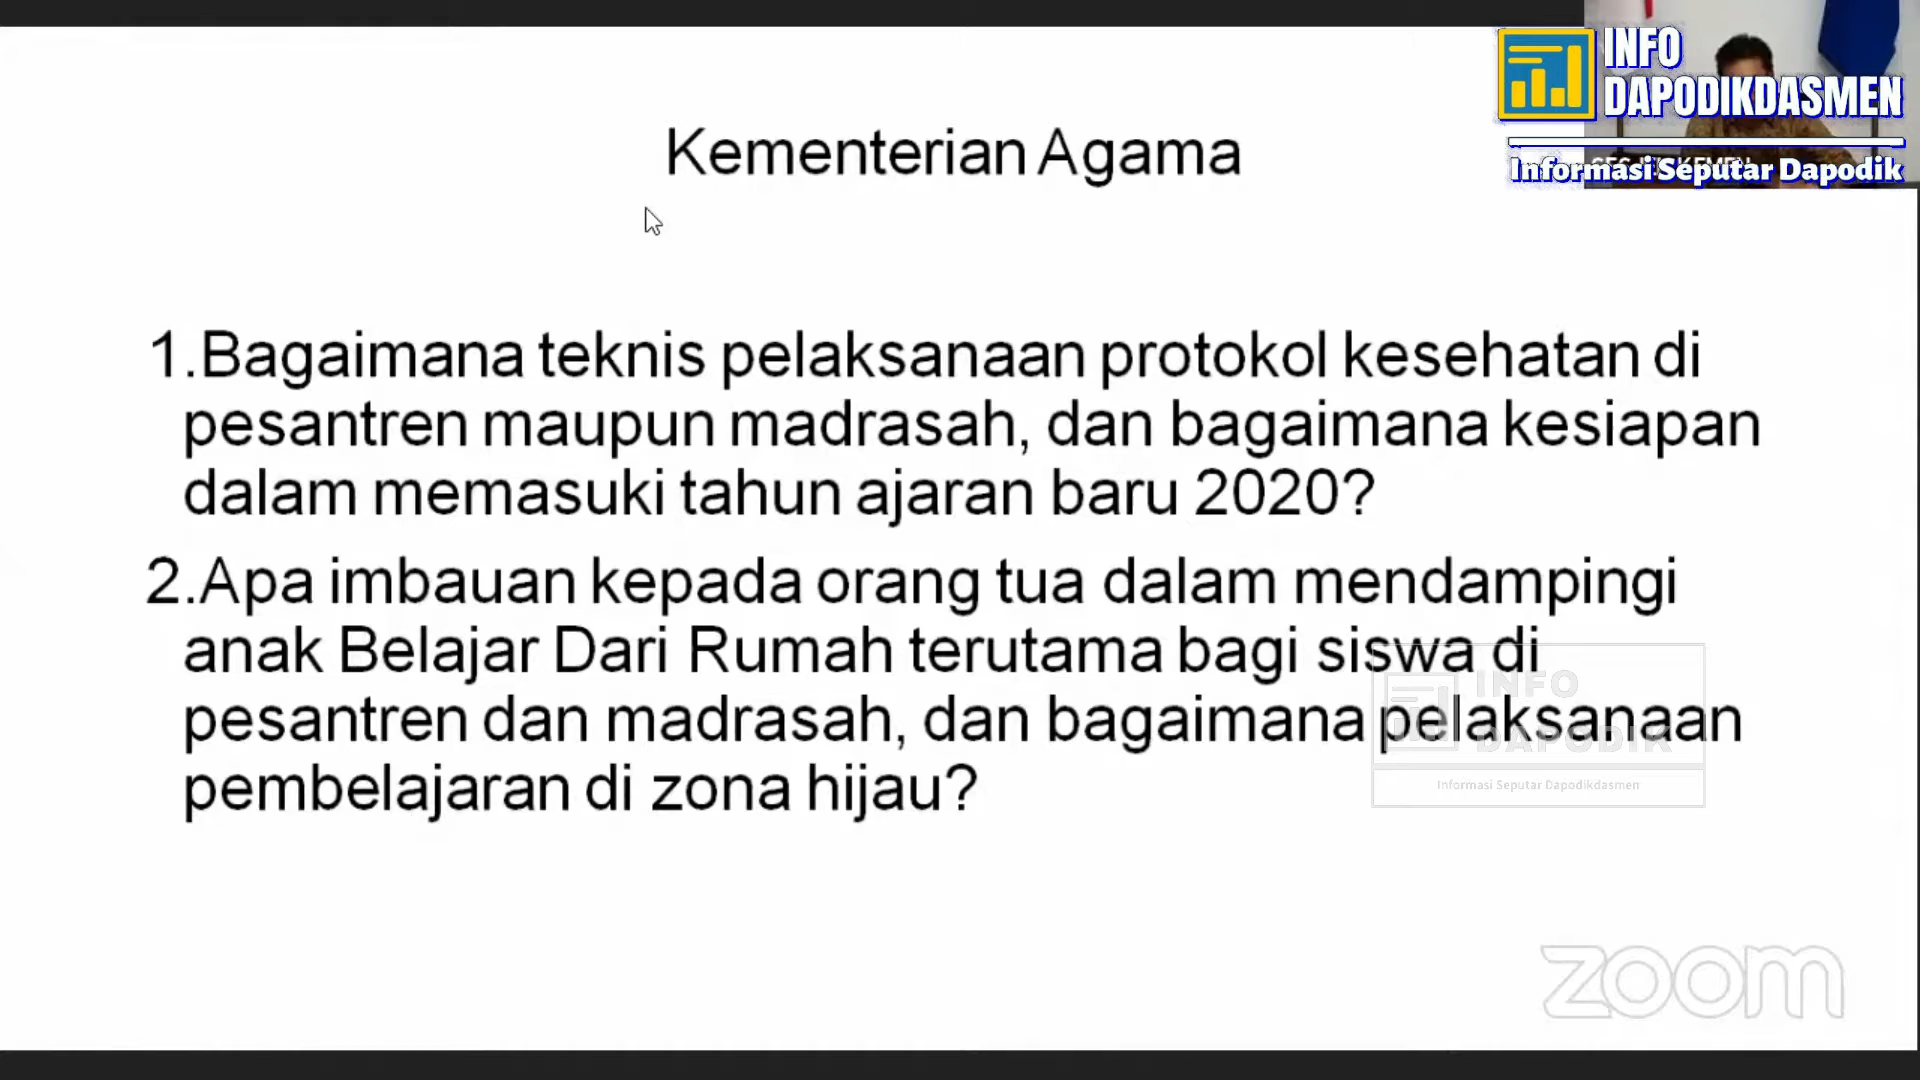 INFO
DAPODIKDASMEN
Informasi Seputar Dapodik
Kementerian Agama
1.Bagaimana teknis pelaksanaan protokol kesehatan di
pesantren maupun madrasah, dan bagaimana kesiapan
dalam memasuki tahun ajaran baru 2020?
2.Apa imbauan kepada orang tua dalam mendampingi
anak Belajar Dari Rumah terutama bagi siswa di
pesantren dan madrasah, dan bagaimana pelaksanaan
pembelajaran di zona hijau?
INFO
DAPODIK
Informasi Seputar Dapodikdasmen
zoom